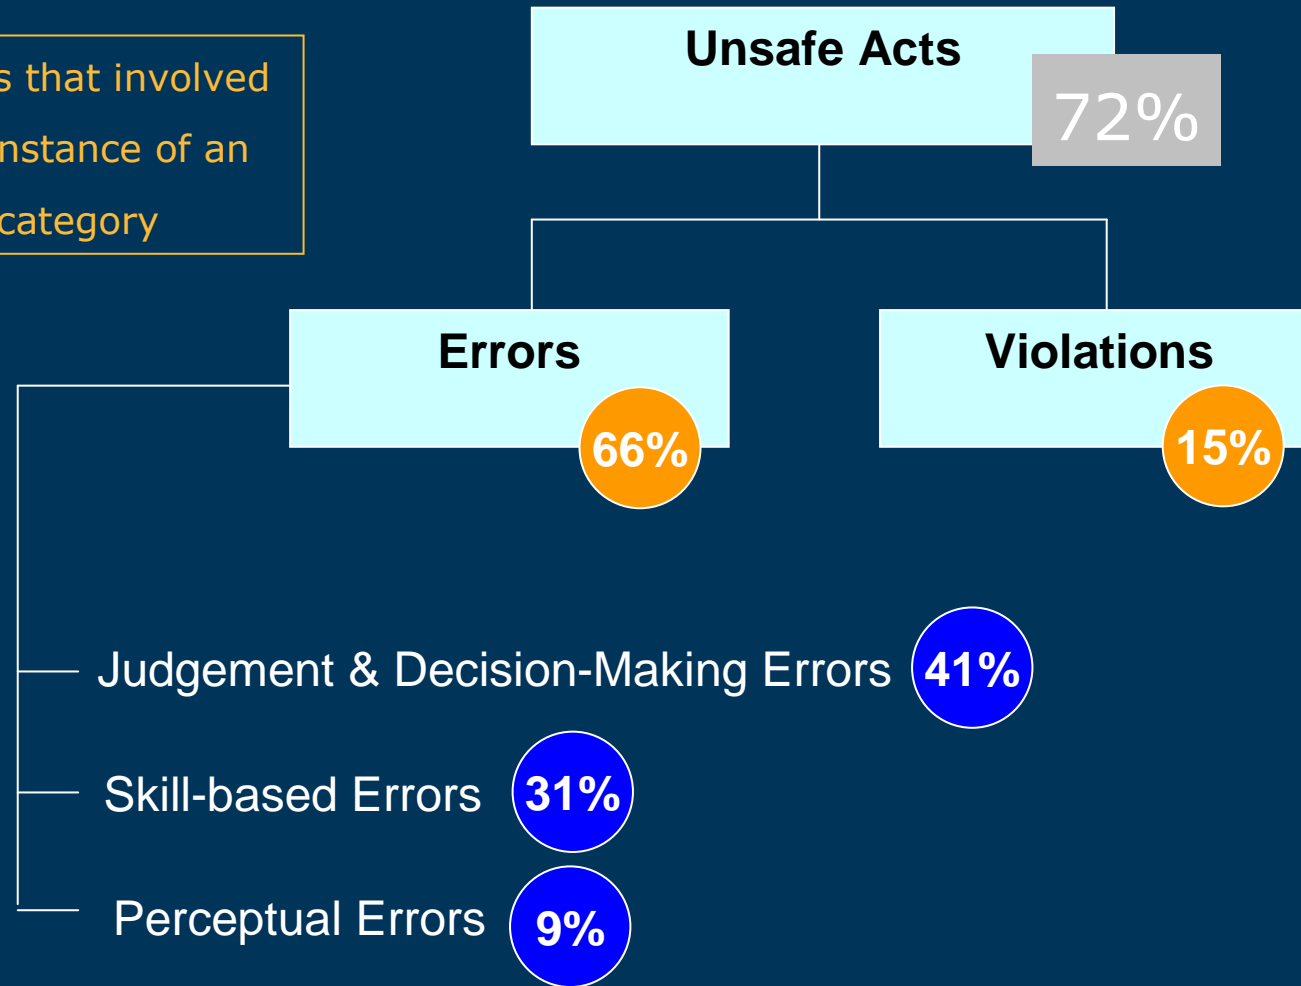 s that involved
nstance of an
category
Unsafe Acts
72%
Errors
66%
Violations
15%
Judgement & Decision-Making Errors 41%
Skill-based Errors 31%
Perceptual Errors 9%